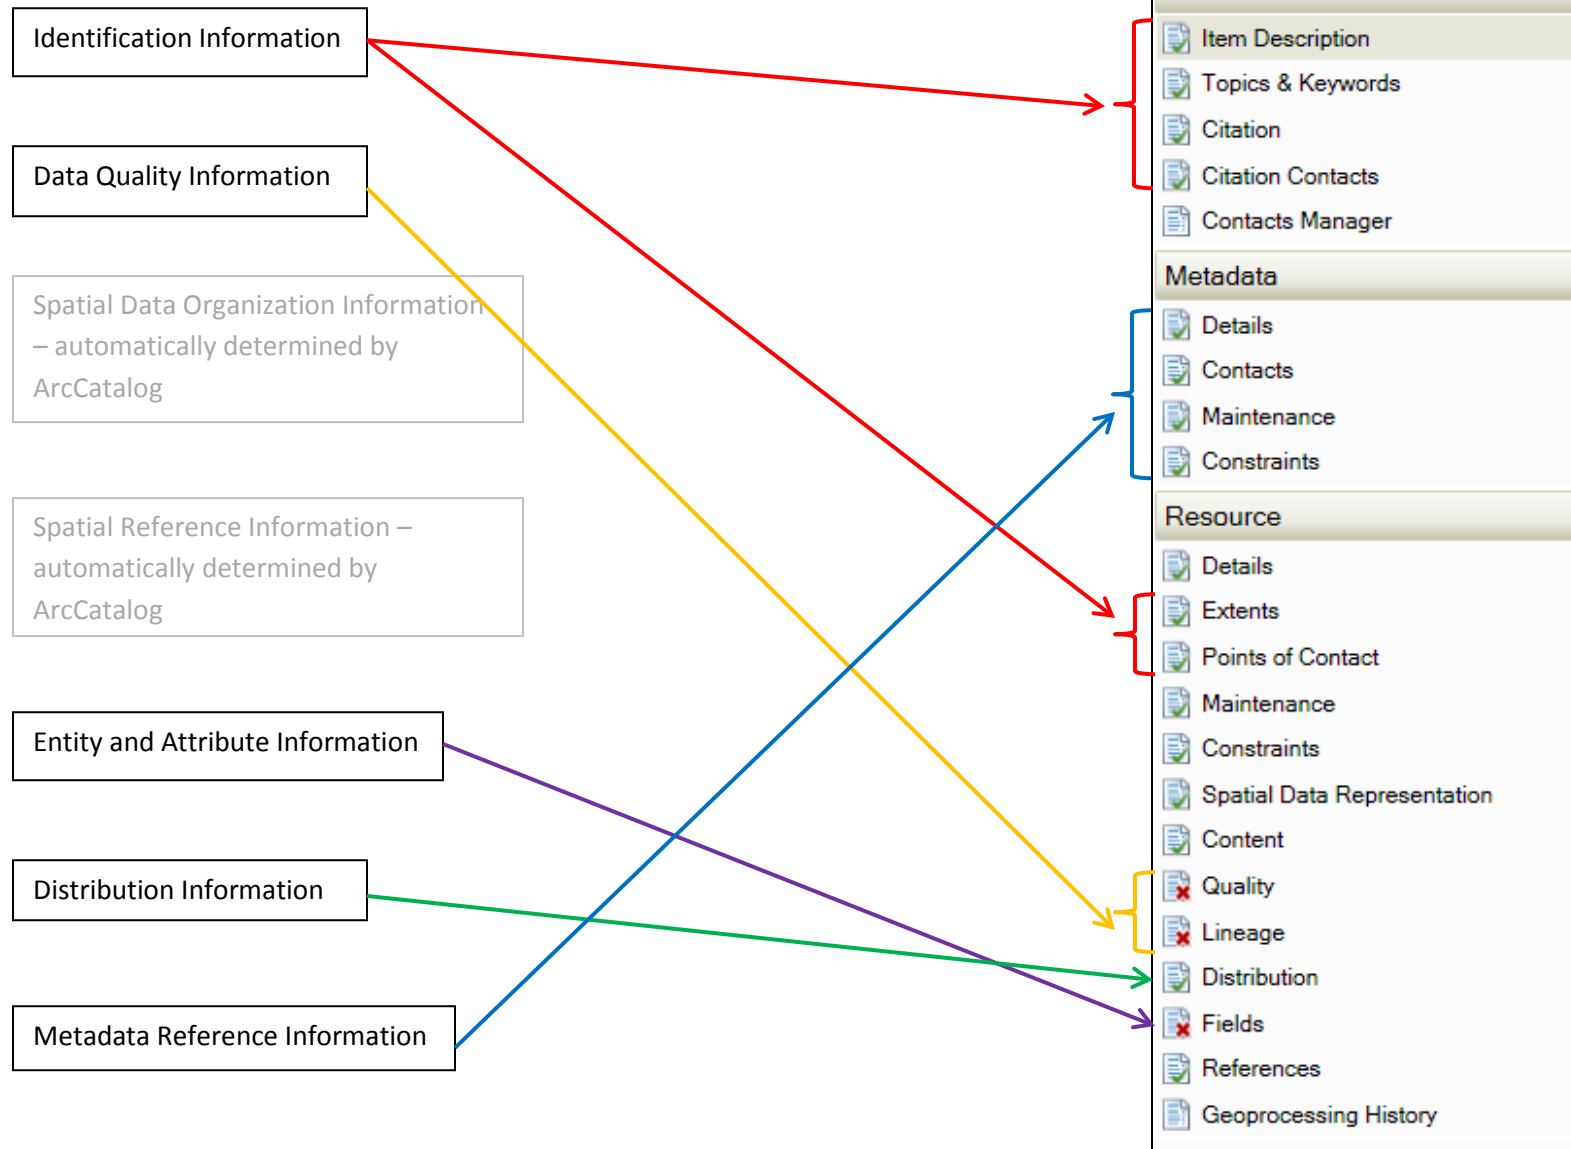 Identification Information
Data Quality Information
Spatial Data Organization Information
– automatically determined by
ArcCatalog
Spatial Reference Information –
automatically determined by
ArcCatalog
Entity and Attribute Information
Distribution Information
Metadata Reference Information
Item Description
Topics & Keywords
Citation
Citation Contacts
Contacts Manager
Metadata
Details
Contacts
Maintenance
Constraints
Resource
Details
Extents
Points of Contact
Maintenance
Constraints
Spatial Data Representation
Content
Quality
Lineage
Distribution
Fields
References
Geoprocessing History